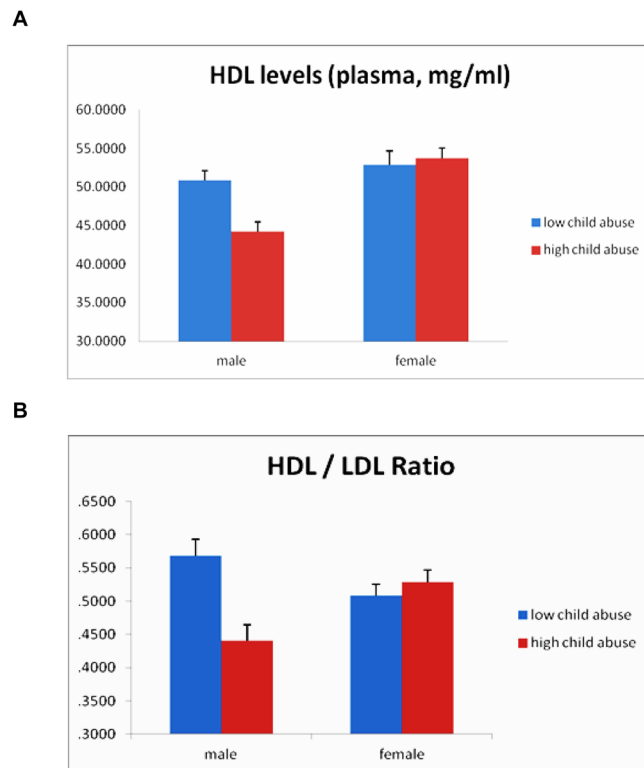 A
HDL levels (plasma, mg/ml)
60.0000
55.0000
50.0000
45.0000
40.0000
35.0000
30.0000
male
female
low child abuse
high child abuse
B
HDL / LDL Ratio
.6500
.6000
.5500
.5000
.4500
.4000
.3500
.3000
male
female
low child abuse
high child abuse